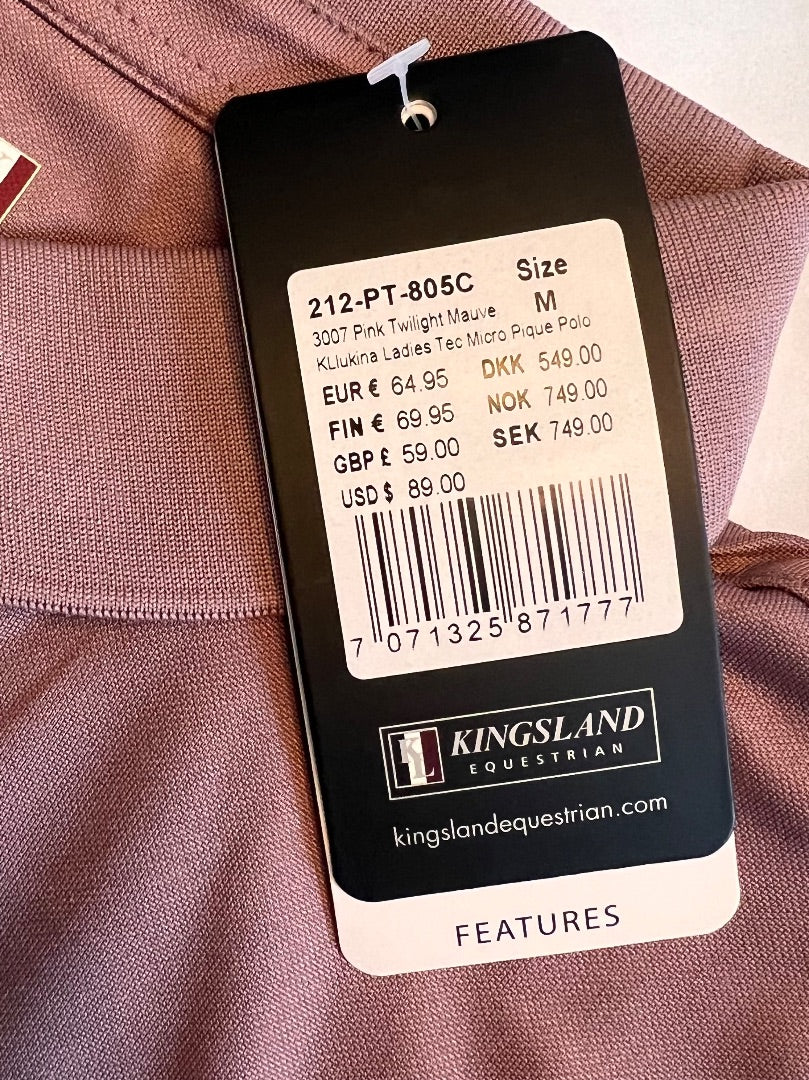 212-PT-805C Size
3007 Pink Twilight Mauve M
KLlukina Ladies Tec Micro Pique Polo
EUR € 64.95 DKK 549.00
FIN € 69.95 NOK 749.00
GBP £ 59.00 SEK 749.00
USD $ 89.00
7 071325 871777
KL KINGSLAND
EQUESTRIAN
kingslandequestrian.com
FEATURES